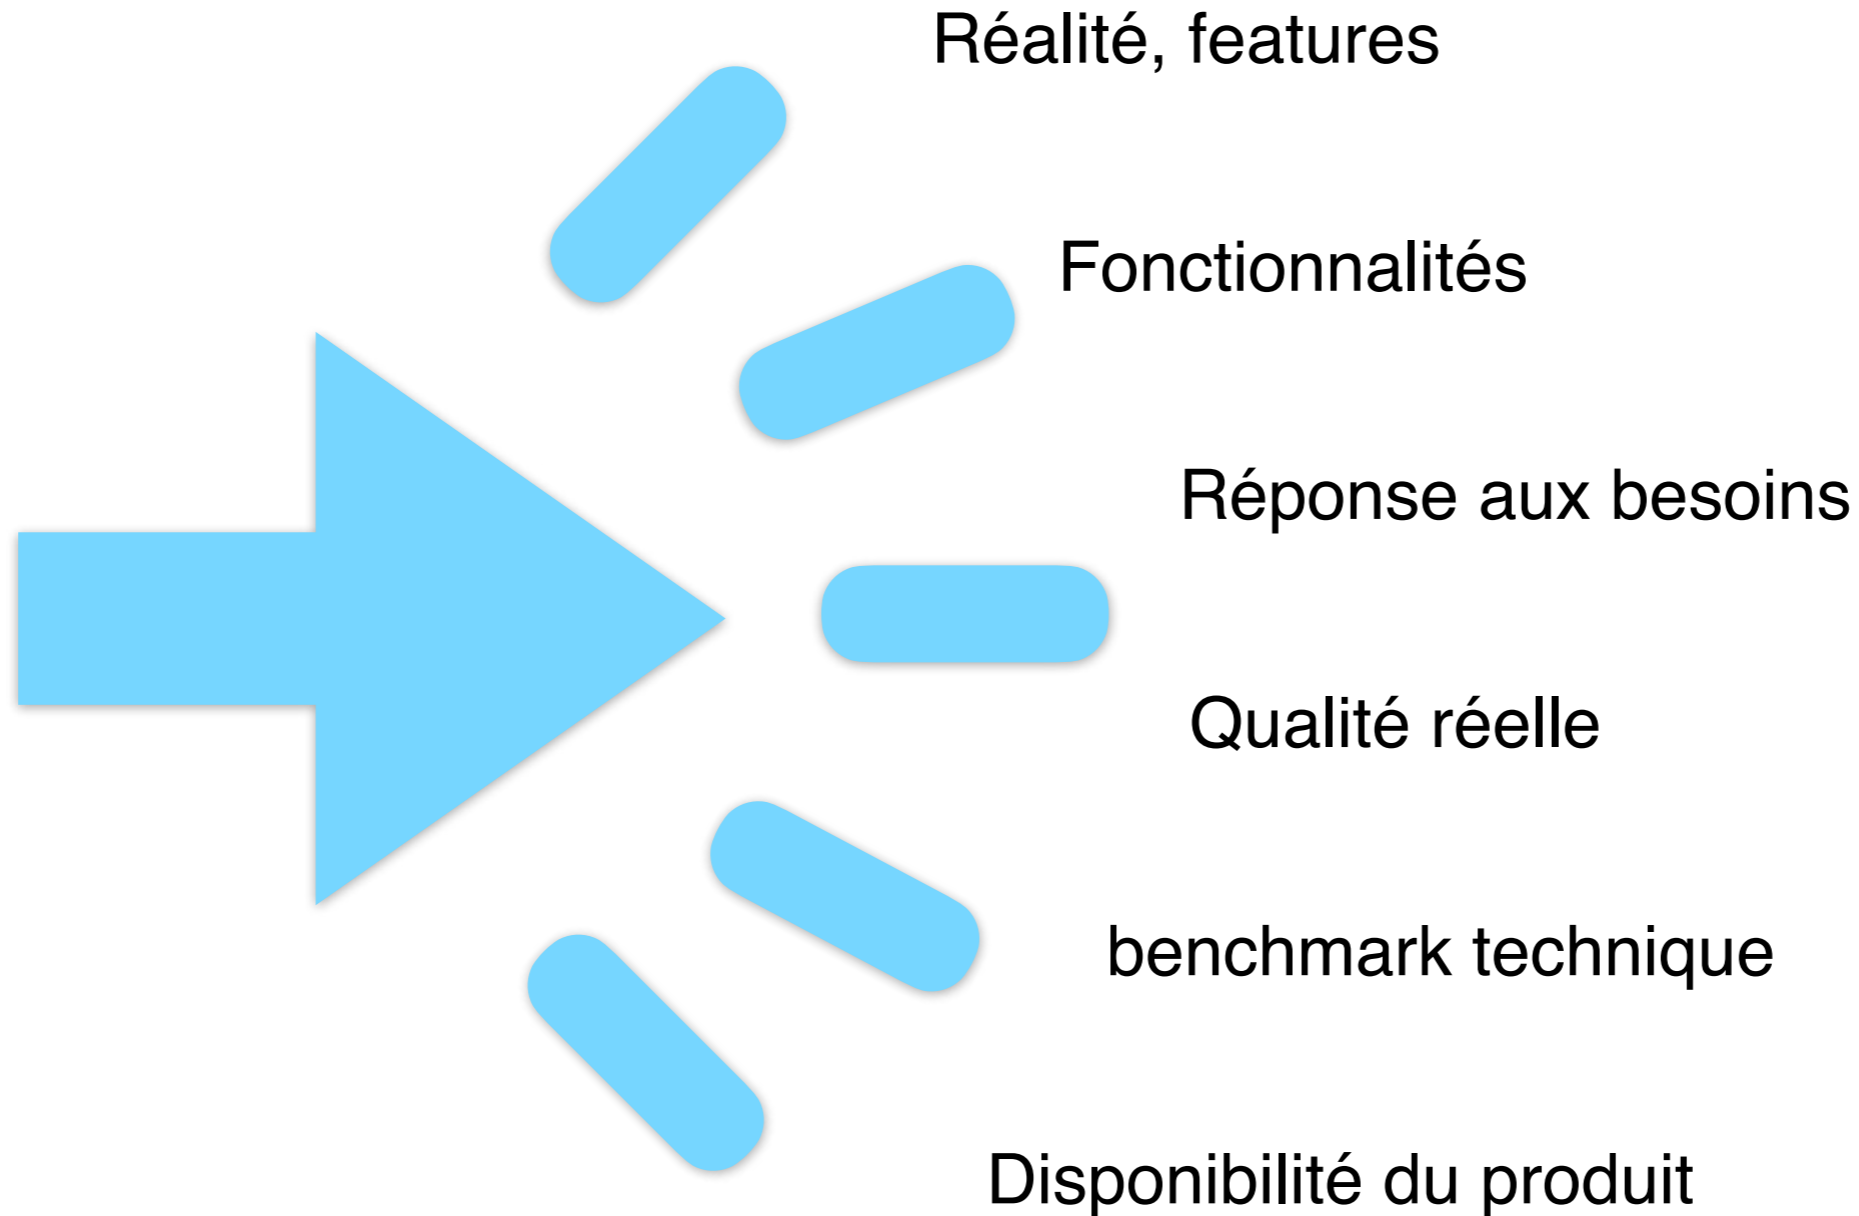 Réalité, features
Fonctionnalités
Réponse aux besoins
Qualité réelle
benchmark technique
Disponibilité du produit